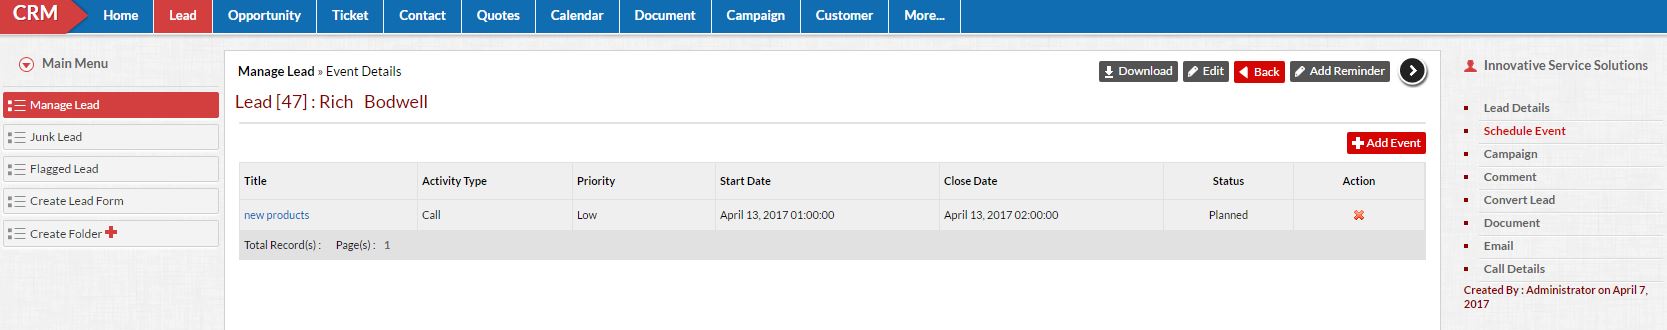 CRM Home Lead Opportunity Ticket Contact Quotes Calendar Document Campaign Customer More...
Main Menu
Manage Lead
Junk Lead
Flagged Lead
Create Lead Form
Create Folder
Manage Lead » Event Details
Download Edit Back Add Reminder
Lead [47] : Rich Bodwell
Add Event
Title Activity Type Priority Start Date Close Date Status Action
new products Call Low April 13, 2017 01:00:00 April 13, 2017 02:00:00 Planned
Total Record(s) : Page(s) : 1
Innovative Service Solutions
Lead Details
Schedule Event
Campaign
Comment
Convert Lead
Document
Email
Call Details
Created By : Administrator on April 7,
2017